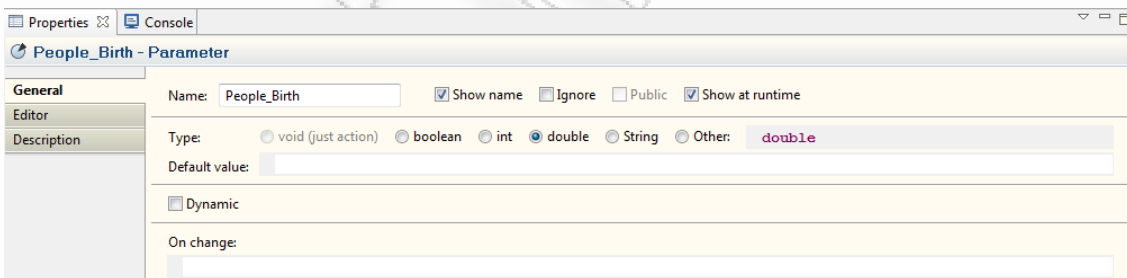 Properties Console
People_Birth - Parameter
General
Editor
Description
Name: People_Birth Show name Ignore Public Show at runtime
Type: void (just action) boolean int double String Other: double
Default value:
Dynamic
On change: